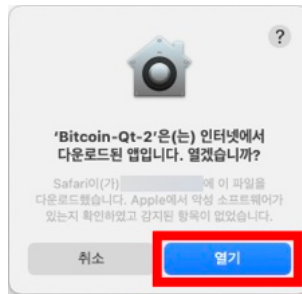 ?
'Bitcoin-Qt-2'은(는) 인터넷에서
다운로드된 앱입니다. 열겠습니까?
Safari이(가) 에 이 파일을
다운로드했습니다. Apple에서 악성 소프트웨어가
있는지 확인하였고 감지된 항목이 없었습니다.
취소
열기